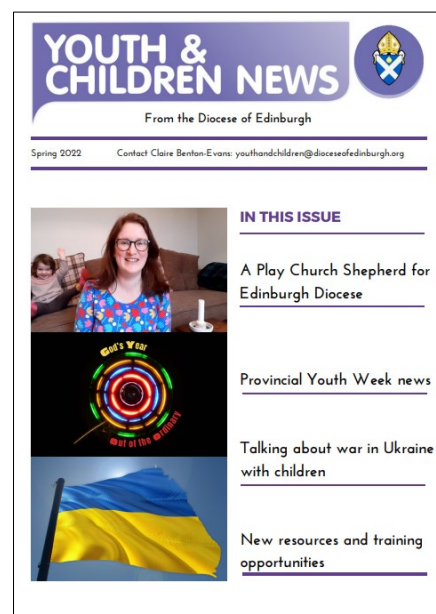 YOUTH &
CHILDREN NEWS
From the Diocese of Edinburgh
Spring 2022 Contact Claire Benton-Evans: youthandchildren@dioceseofedinburgh.org
IN THIS ISSUE
A Play Church Shepherd for
Edinburgh Diocese
God's Year
Out of the Ordinary
Provincial Youth Week news
Talking about war in Ukraine
with children
New resources and training
opportunities